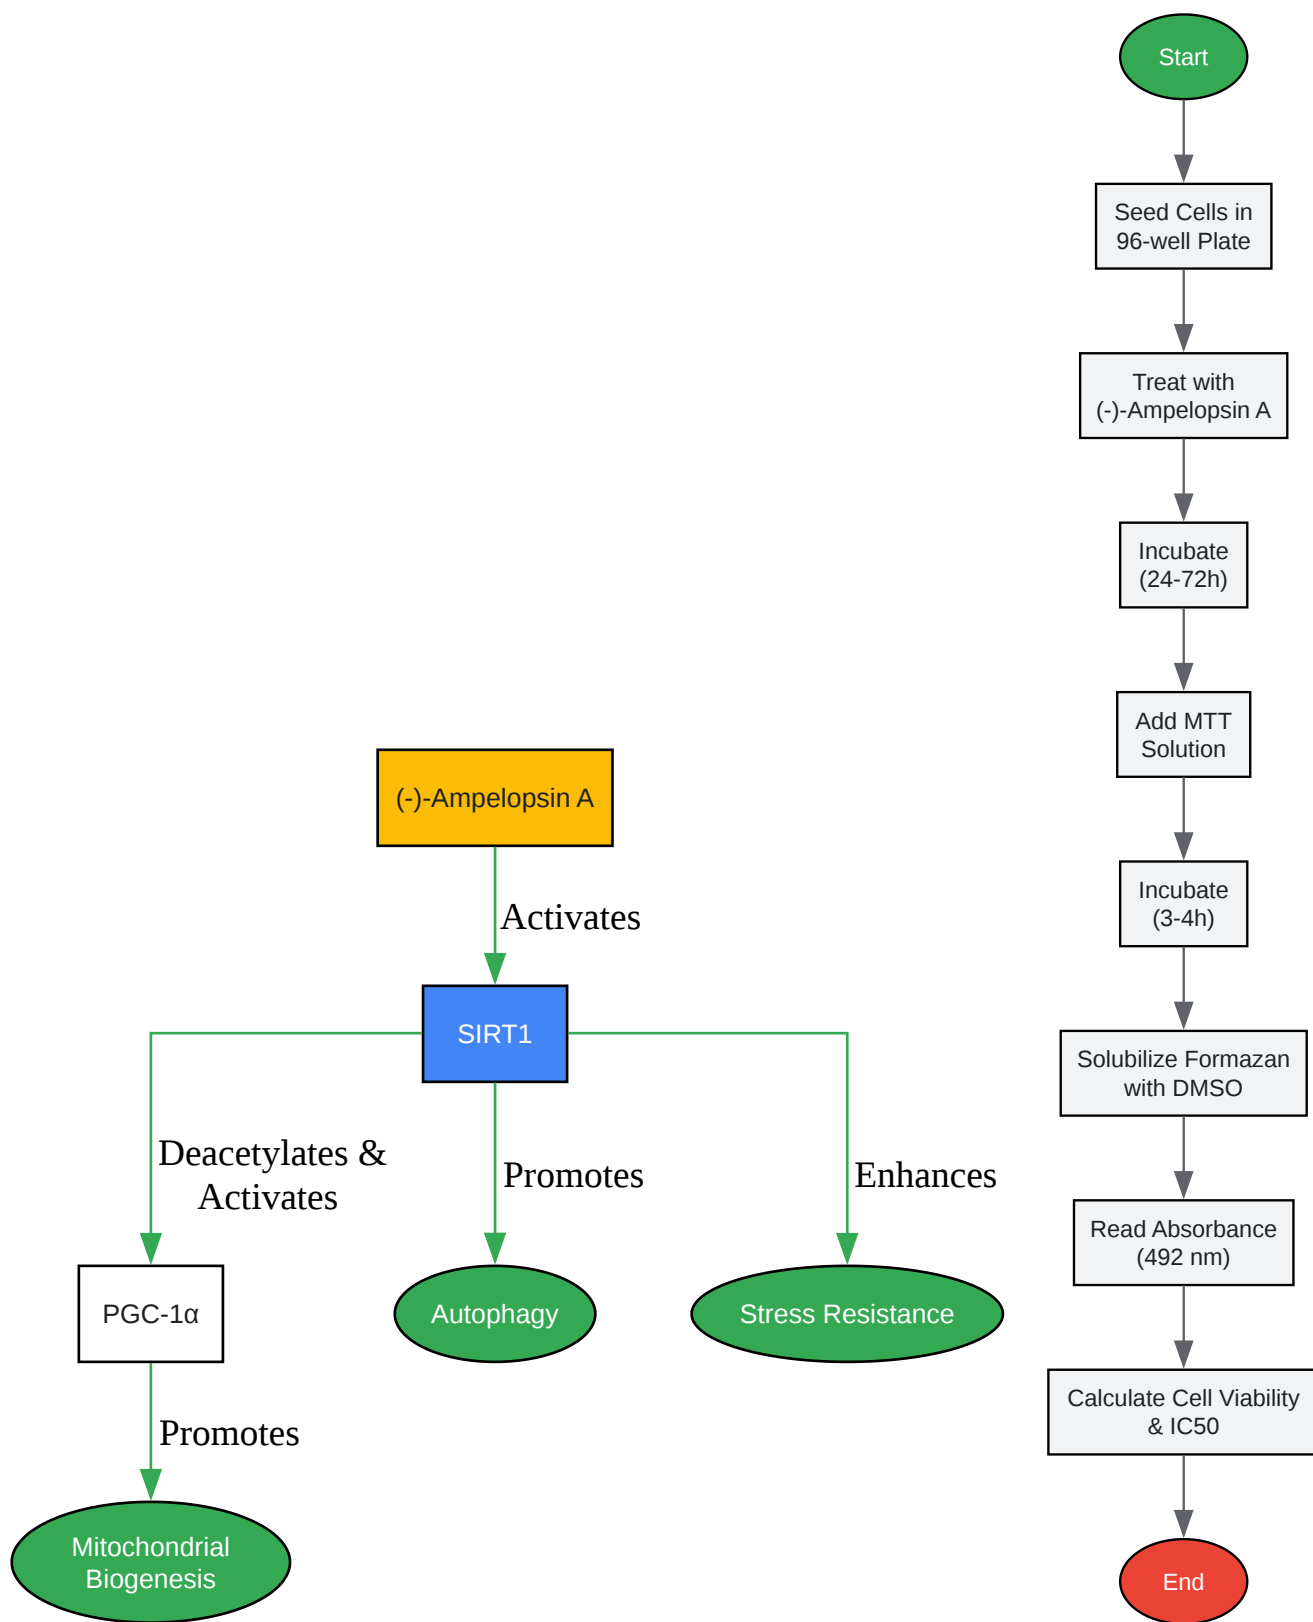 (-)-Ampelopsin A
Activates
SIRT1
Deacetylates &
Activates
Promotes
Enhances
PGC-1α
Autophagy
Stress Resistance
Promotes
Mitochondrial
Biogenesis
Start
Seed Cells in
96-well Plate
Treat with
(-)-Ampelopsin A
Incubate
(24-72h)
Add MTT
Solution
Incubate
(3-4h)
Solubilize Formazan
with DMSO
Read Absorbance
(492 nm)
Calculate Cell Viability
& IC50
End